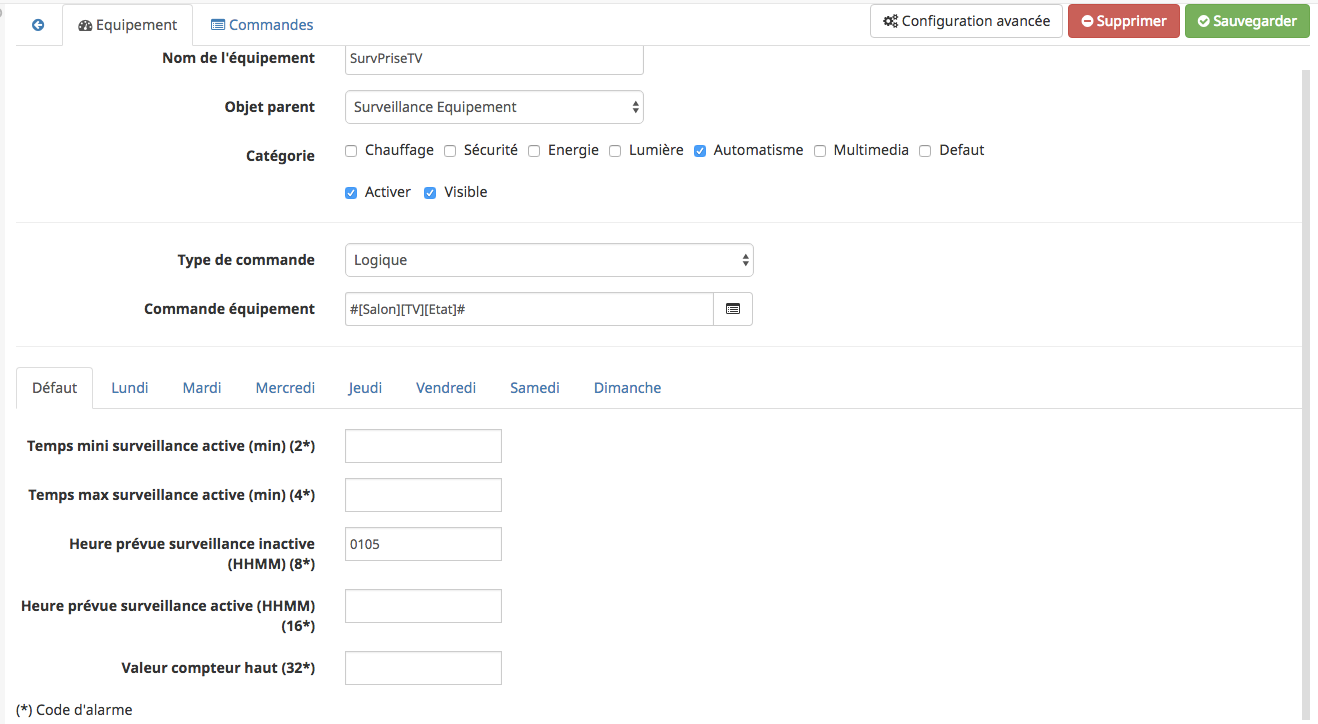 Equipement
Commandes
Configuration avancée
Supprimer
Sauvegarder
Nom de l'équipement
SurvPriseTV
Objet parent
Surveillance Equipement
Catégorie
Chauffage Sécurité Energie Lumière Automatisme Multimedia Defaut
Activer Visible
Type de commande
Logique
Commande équipement
#[Salon][TV][Etat]#
Défaut Lundi Mardi Mercredi Jeudi Vendredi Samedi Dimanche
Temps mini surveillance active (min) (2*)
Temps max surveillance active (min) (4*)
Heure prévue surveillance inactive
(HHMM) (8*)
0105
Heure prévue surveillance active (HHMM)
(16*)
Valeur compteur haut (32*)
(*) Code d'alarme